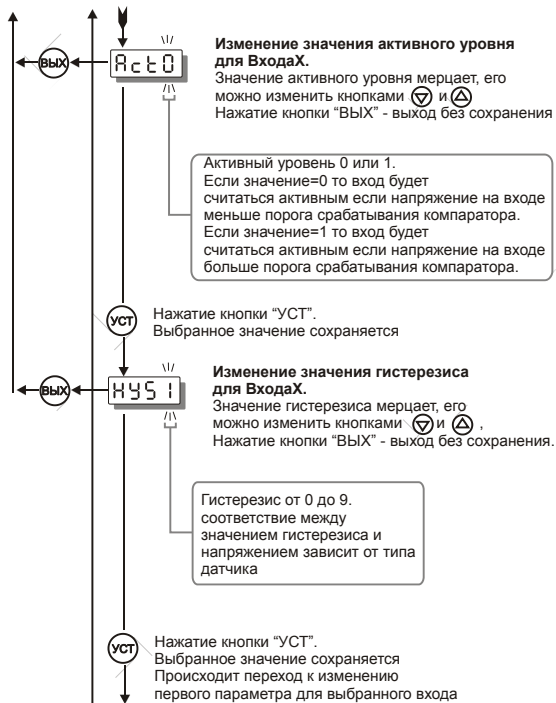 Изменение значения активного уровня
для ВходаX.
ВЫХ
Act0
Значение активного уровня мерцает, его
можно изменить кнопками и
Нажатие кнопки “ВЫХ” - выход без сохранения
Активный уровень 0 или 1.
Если значение=0 то вход будет
считаться активным если напряжение на входе
меньше порога срабатывания компаратора.
Если значение=1 то вход будет
считаться активным если напряжение на входе
больше порога срабатывания компаратора.
УСТ
Нажатие кнопки “УСТ”.
Выбранное значение сохраняется
Изменение значения гистерезиса
для ВходаX.
ВЫХ
HYS1
Значение гистерезиса мерцает, его
можно изменить кнопками и ,
Нажатие кнопки “ВЫХ” - выход без сохранения.
Гистерезис от 0 до 9.
соответствие между
значением гистерезиса и
напряжением зависит от типа
датчика
УСТ
Нажатие кнопки “УСТ”.
Выбранное значение сохраняется
Происходит переход к изменению
первого параметра для выбранного входа